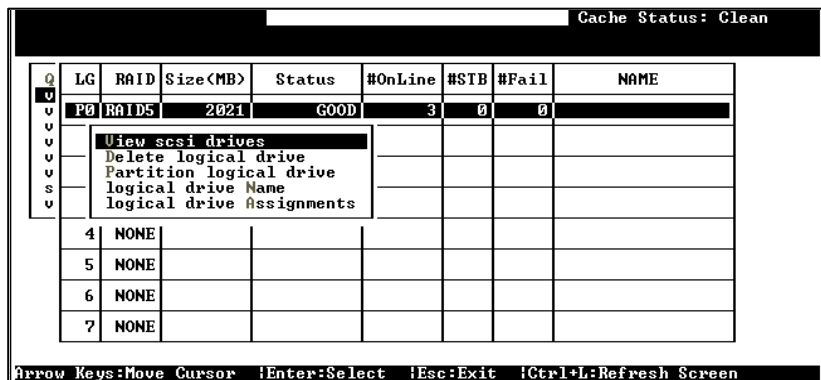 Cache Status: Clean
Q LG RAID Size(MB) Status #OnLine #STB #Fail NAME
v
v P0 RAID5 2021 GOOD 3 0 0
v
v View scsi drives
v Delete logical drive
v Partition logical drive
s logical drive Name
v logical drive Assignments
4 NONE
5 NONE
6 NONE
7 NONE
Arrow Keys:Move Cursor |Enter:Select |Esc:Exit |Ctrl+L:Refresh Screen